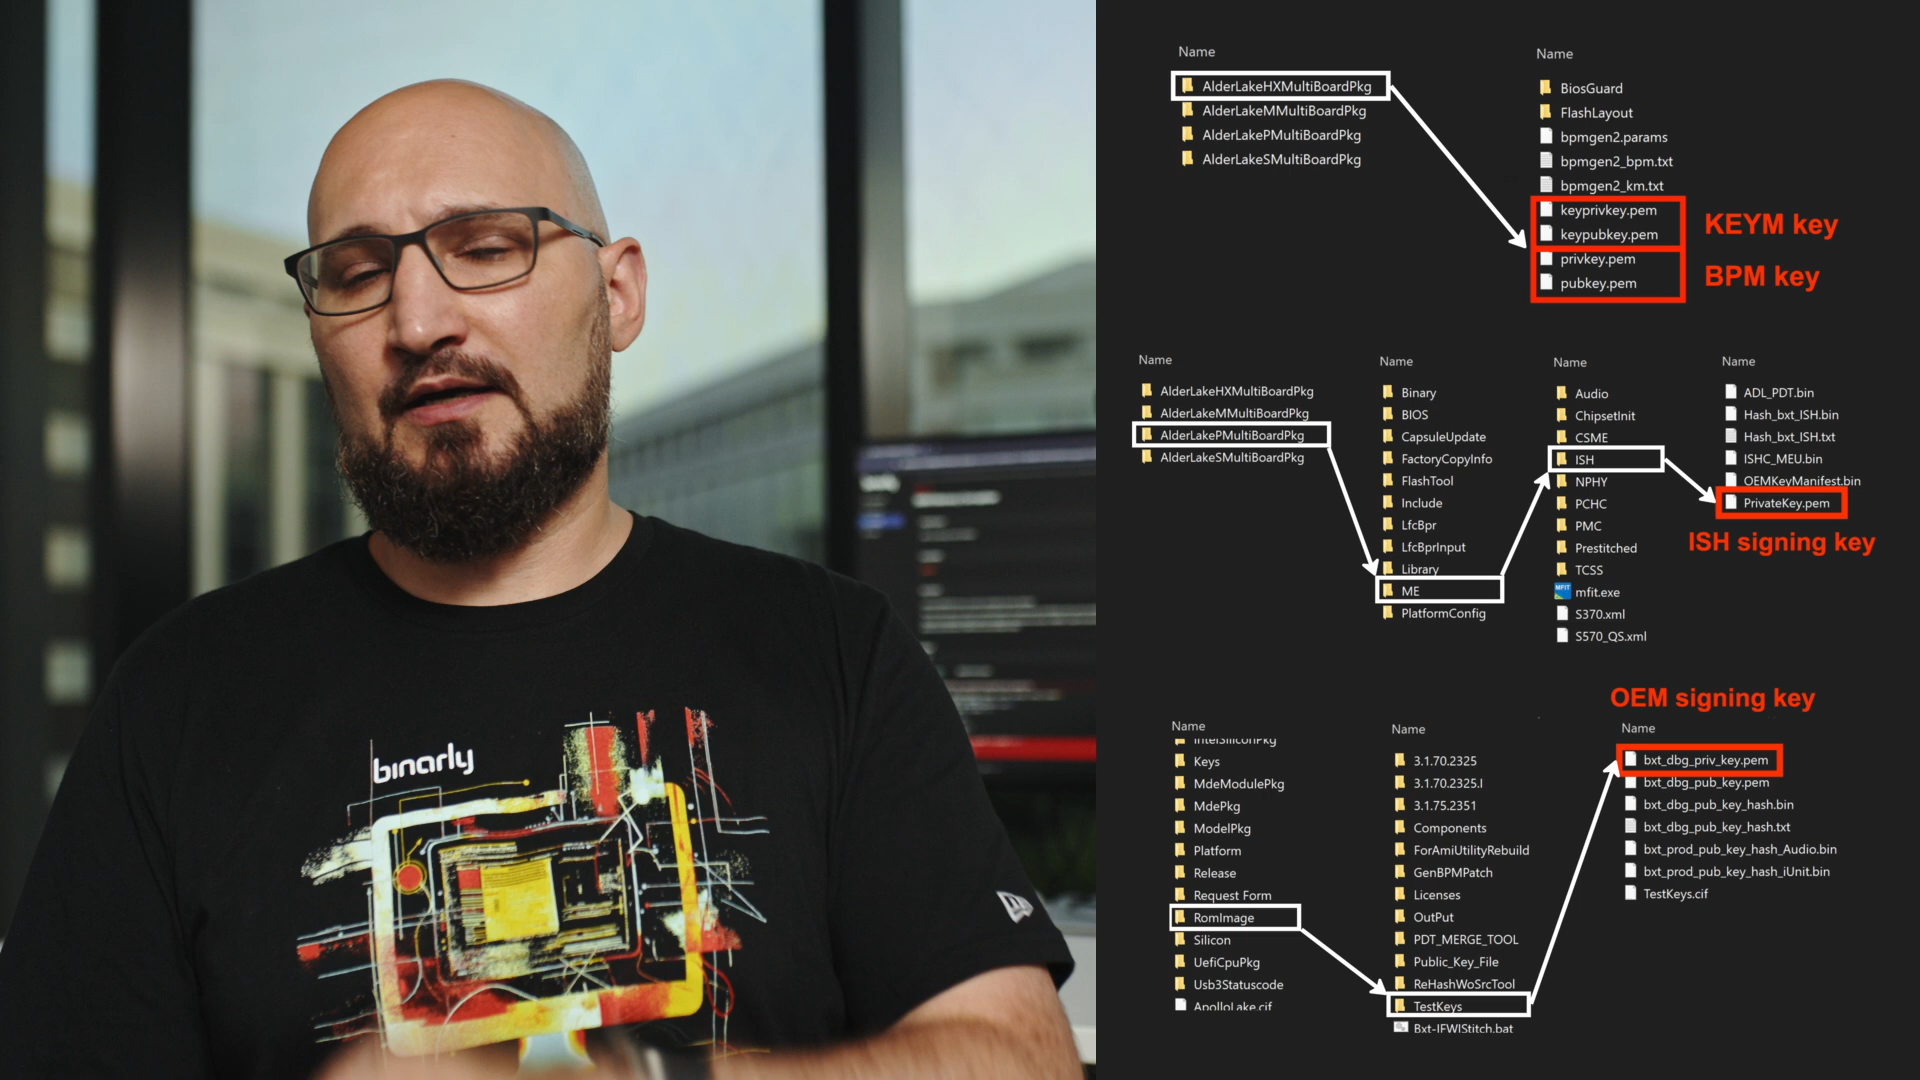 binarly
Name
AlderLakeHXMultiBoardPkg
AlderLakeMMultiBoardPkg
AlderLakePMultiBoardPkg
AlderLakeSMultiBoardPkg
Name
BiosGuard
FlashLayout
bpmgen2.params
bpmgen2_bpm.txt
bpmgen2_km.txt
keyprivkey.pem
keypubkey.pem
privkey.pem
pubkey.pem
KEYM key
BPM key
Name
AlderLakeHXMultiBoardPkg
AlderLakeMMultiBoardPkg
AlderLakePMultiBoardPkg
AlderLakeSMultiBoardPkg
Name
Binary
BIOS
CapsuleUpdate
FactoryCopyInfo
FlashTool
Include
LfcBpr
LfcBprInput
Library
ME
PlatformConfig
Name
Audio
ChipsetInit
CSME
ISH
NPHY
PCHC
PMC
Prestitched
TCSS
mfit.exe
S370.xml
S570_QS.xml
Name
ADL_PDT.bin
Hash_bxt_ISH.bin
Hash_bxt_ISH.txt
ISHC_MEU.bin
OEMKeyManifest.bin
PrivateKey.pem
ISH signing key
Name
IntelSiliconPkg
Keys
MdeModulePkg
MdePkg
ModelPkg
Platform
Release
Request Form
RomImage
Silicon
UefiCpuPkg
Usb3Statuscode
ApolloLake.cif
Name
3.1.70.2325
3.1.70.2325.I
3.1.75.2351
Components
ForAmiUtilityRebuild
GenBPMPatch
Licenses
OutPut
PDT_MERGE_TOOL
Public_Key_File
ReHashWoSrcTool
TestKeys
Bxt-IFWIStitch.bat
OEM signing key
Name
bxt_dbg_priv_key.pem
bxt_dbg_pub_key.pem
bxt_dbg_pub_key_hash.bin
bxt_dbg_pub_key_hash.txt
bxt_prod_pub_key_hash_Audio.bin
bxt_prod_pub_key_hash_iUnit.bin
TestKeys.cif